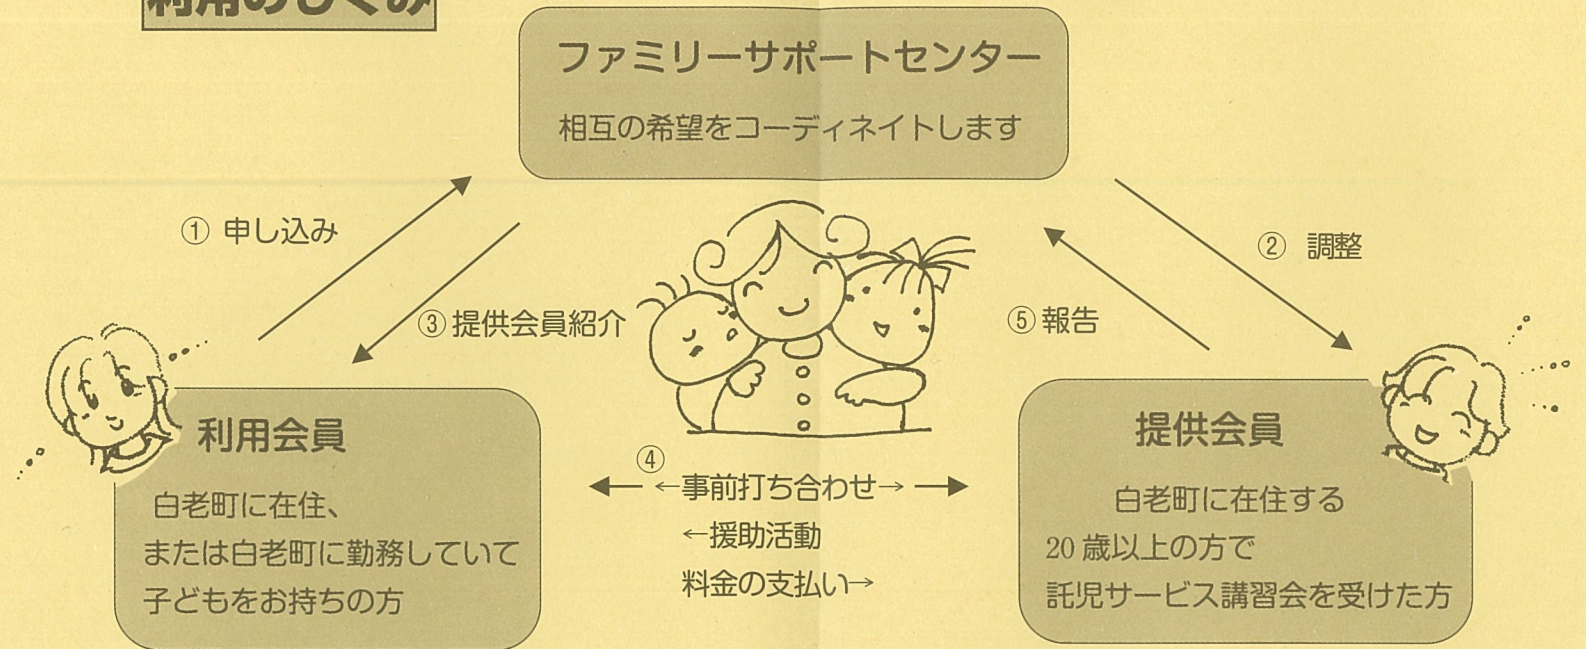 利用のしくみ
ファミリーサポートセンター
相互の希望をコーディネイトします
① 申し込み
② 調整
③提供会員紹介
⑤報告
利用会員
白老町に在住、
または白老町に勤務していて
子どもをお持ちの方
④
←事前打ち合わせ→
←援助活動
料金の支払い→
提供会員
白老町に在住する
20歳以上の方で
託児サービス講習会を受けた方